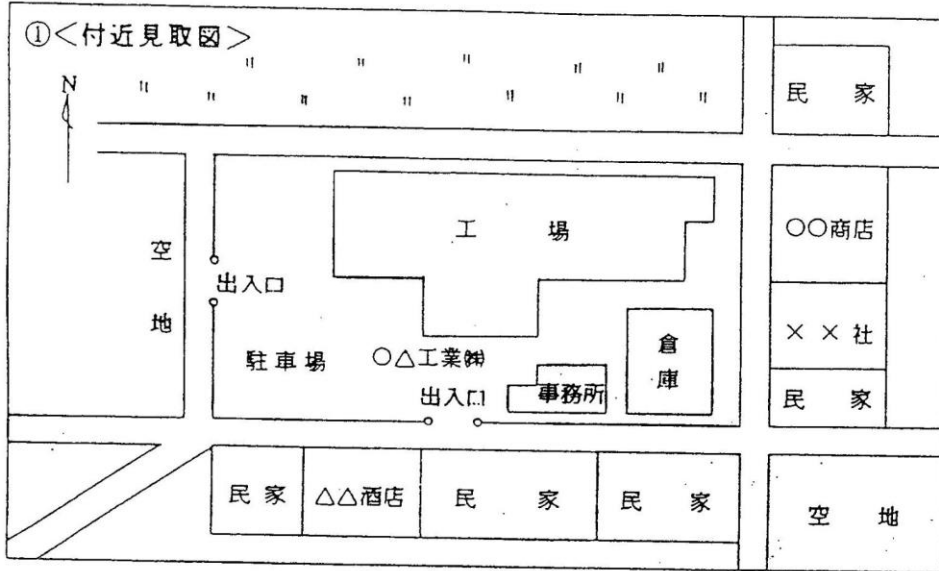 ①<付近見取図>
N
民 家
工 場
○○商店
空 地
出入口
××社
倉庫
駐車場
○△工業㈱
事務所
出入口
民 家
民 家
△△酒店
民 家
民 家
空 地